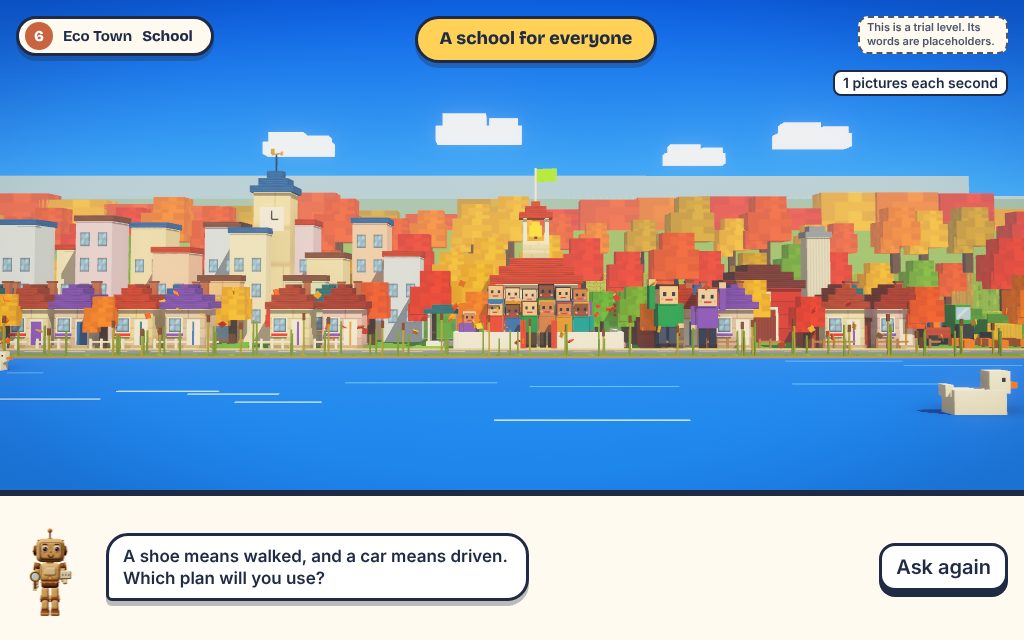 6 Eco Town School
A school for everyone
This is a trial level. Its
words are placeholders.
1 pictures each second
A shoe means walked, and a car means driven.
Which plan will you use?
Ask again